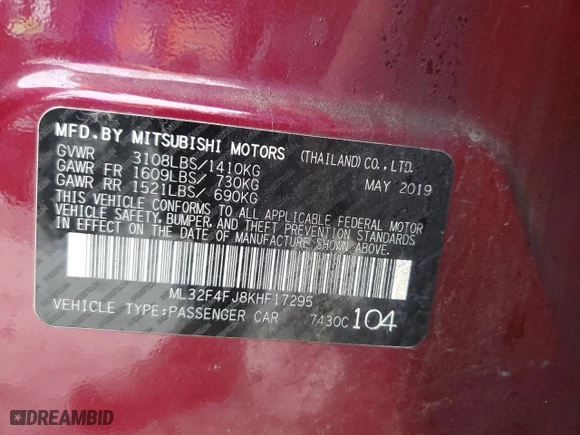 MFD.BY MITSUBISHI MOTORS (THAILAND)CO.,LTD.
GVWR 3108LBS/1410KG
GAWR FR 1609LBS/ 730KG MAY 2019
GAWR RR 1521LBS/ 690KG
THIS VEHICLE CONFORMS TO ALL APPLICABLE FEDERAL MOTOR
VEHICLE SAFETY,BUMPER,AND THEFT PREVENTION STANDARDS
IN EFFECT ON THE DATE OF MANUFACTURE SHOWN ABOVE.
ML32F4FJ8KHF17295
VEHICLE TYPE:PASSENGER CAR 7430C 104
DREAMBID